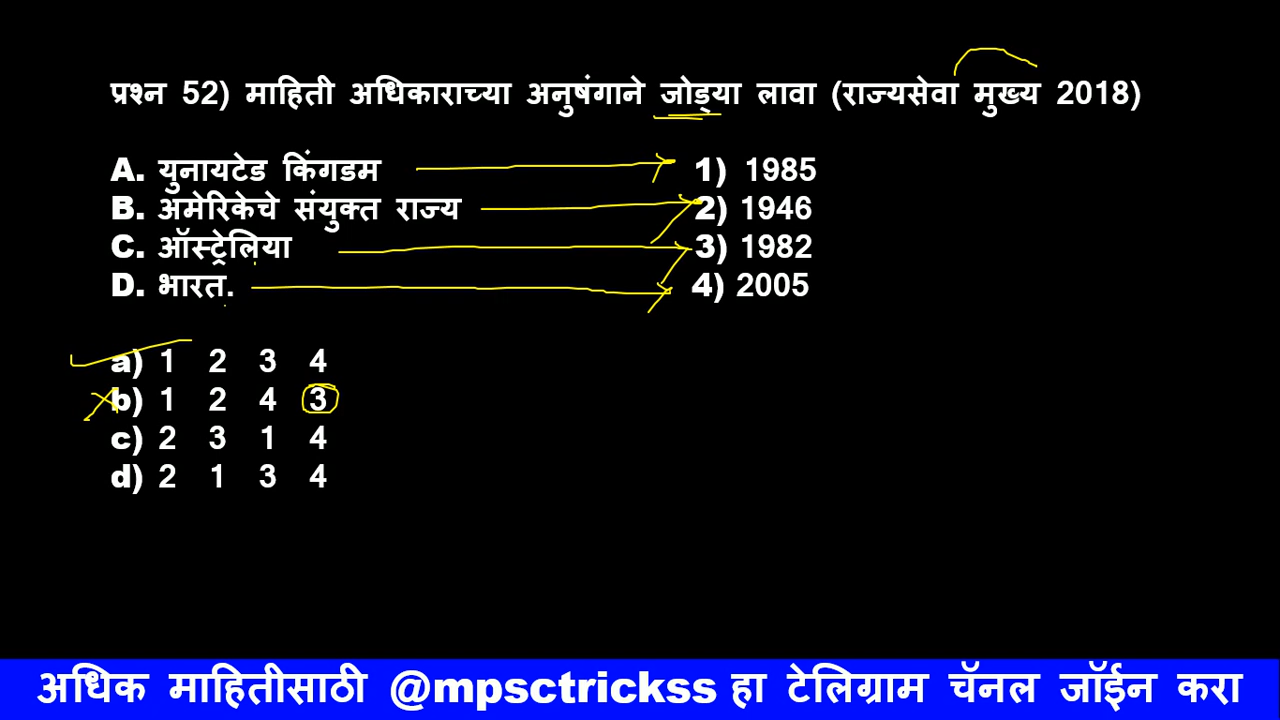 प्रश्न 52) माहिती अधिकाराच्या अनुषंगाने जोड्या लावा (राज्यसेवा मुख्य 2018)
A. युनायटेड किंगडम 1) 1985
B. अमेरिकेचे संयुक्त राज्य 2) 1946
C. ऑस्ट्रेलिया 3) 1982
D. भारत. 4) 2005
a) 1 2 3 4
b) 1 2 4 3
c) 2 3 1 4
d) 2 1 3 4
अधिक माहितीसाठी @mpsctrickss हा टेलिग्राम चॅनल जॉईन करा